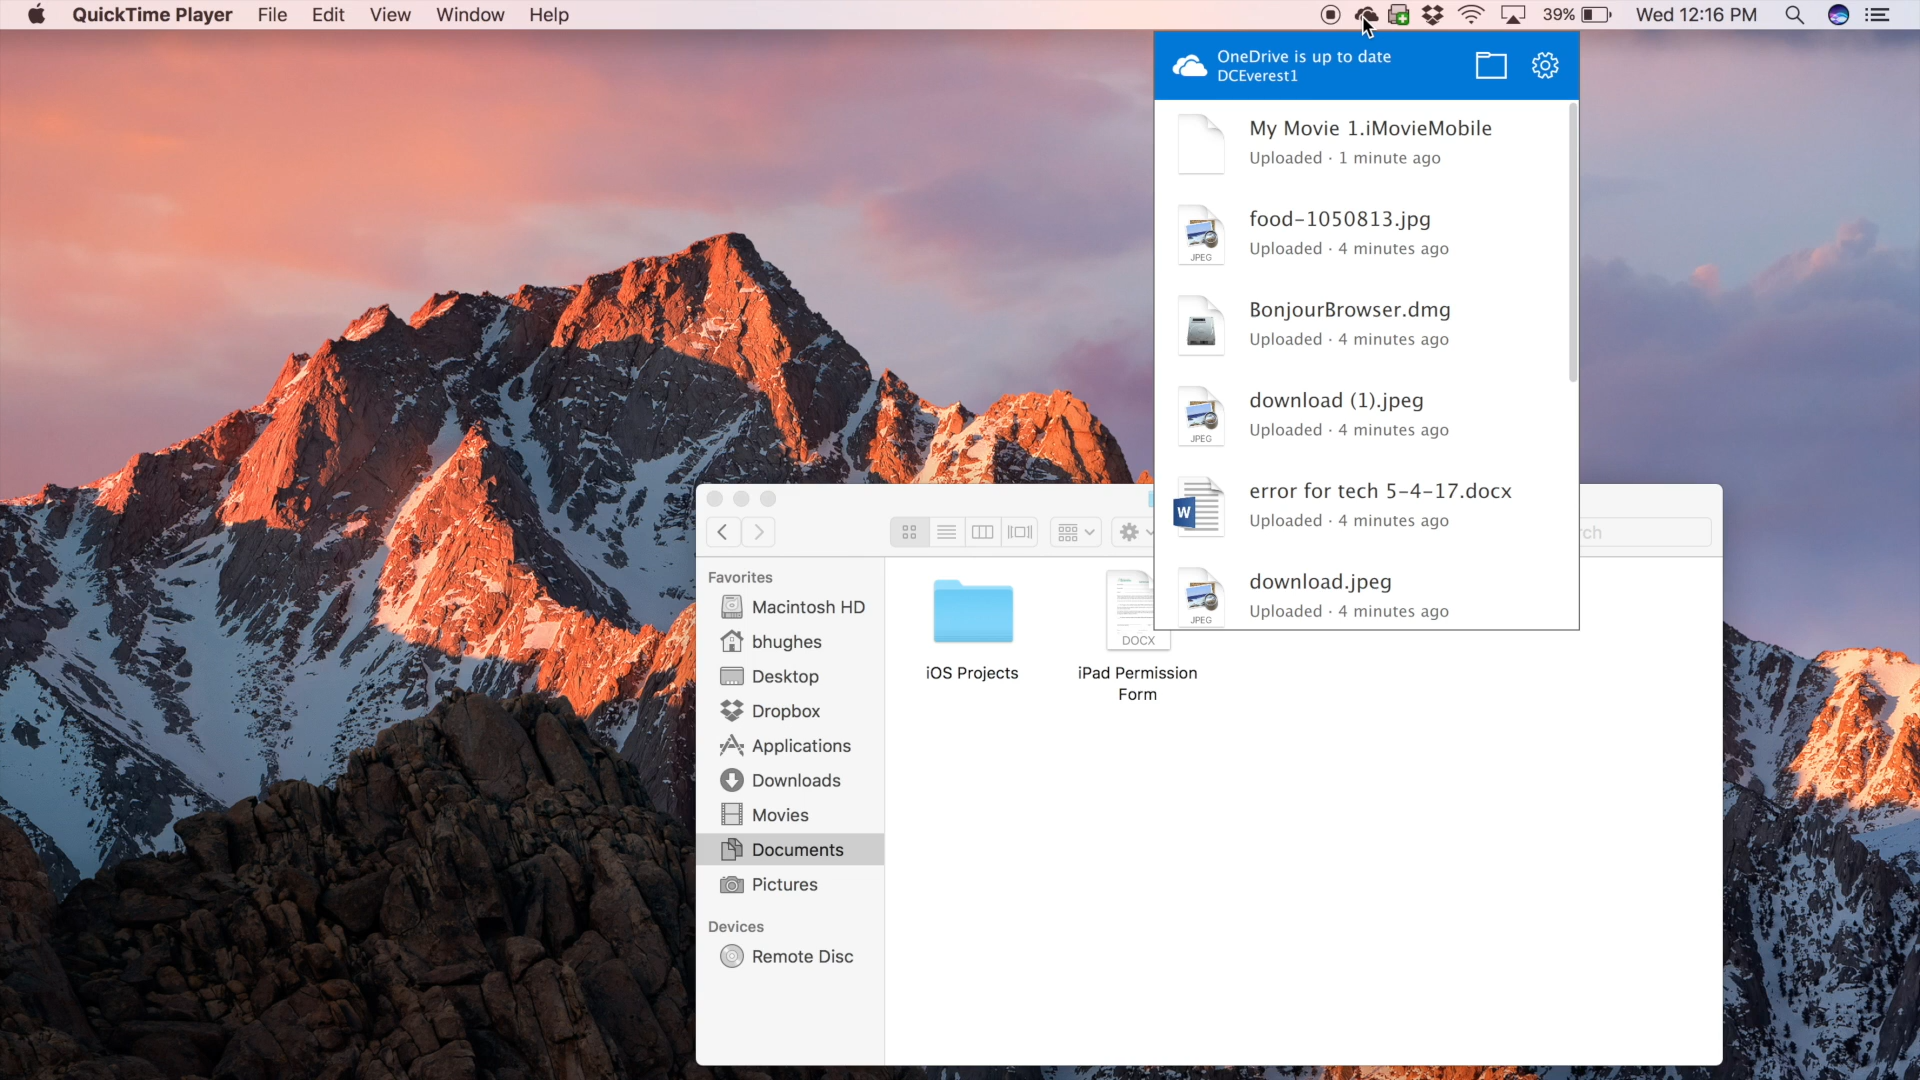 QuickTime Player File Edit View Window Help 39% Wed 12:16 PM
OneDrive is up to date
DCEverest1
My Movie 1.iMovieMobile
Uploaded · 1 minute ago
food-1050813.jpg
Uploaded · 4 minutes ago
JPEG
BonjourBrowser.dmg
Uploaded · 4 minutes ago
download (1).jpeg
Uploaded · 4 minutes ago
JPEG
error for tech 5-4-17.docx
W
Uploaded · 4 minutes ago
download.jpeg
Uploaded · 4 minutes ago
JPEG
rch
Favorites
Macintosh HD
bhughes
Desktop
Dropbox
Applications
Downloads
Movies
Documents
Pictures
Devices
Remote Disc
iOS Projects
DOCX
iPad Permission
Form